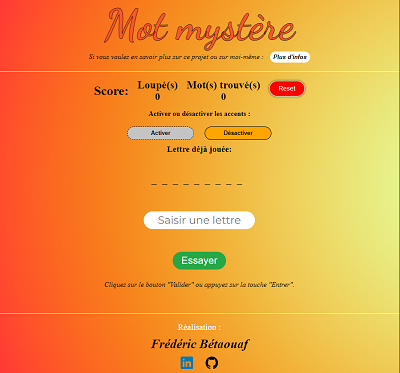 Mot mystère
Si vous voulez en savoir plus sur ce projet ou sur moi-même : Plus d'infos
Score: Loupé(s) Mot(s) trouvé(s) Reset
0 0
Activer ou désactiver les accents :
Activer Désactiver
Lettre déjà jouée:
_ _ _ _ _ _ _ _ _
Saisir une lettre
Essayer
Cliquez sur le bouton "Valider" ou appuyez sur la touche "Entrer".
Réalisation :
Frédéric Bétaouaf
in